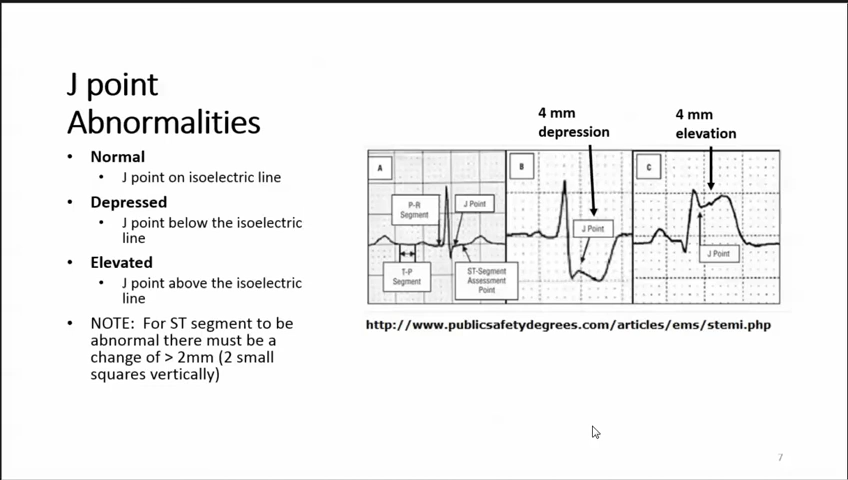 J point
Abnormalities
• Normal
• J point on isoelectric line
• Depressed
• J point below the isoelectric
line
• Elevated
• J point above the isoelectric
line
• NOTE: For ST segment to be
abnormal there must be a
change of > 2mm (2 small
squares vertically)
4 mm
depression
4 mm
elevation
A
P-R
Segment
J Point
T-P
Segment
ST-Segment
Assessment
Point
B
J Point
C
J Point
http://www.publicsafetydegrees.com/articles/ems/stemi.php
7